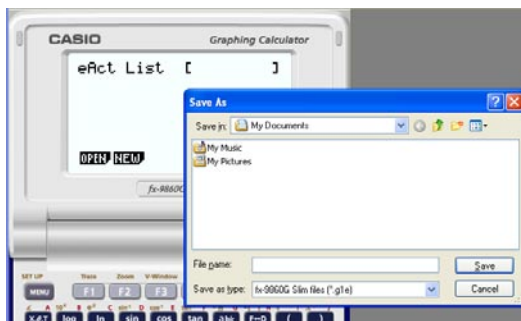 CASIO Graphing Calculator
eAct List [ ]
OPEN NEW
Save As
Save in: My Documents
My Music
My Pictures
File name:
Save
Save as type: fx-9860G Slim files (*.g1e)
Cancel
SET UP Trace Zoom V-Window
MENU F1 F2 F3
X,θ,T log ln sin cos tan F↔D ( )